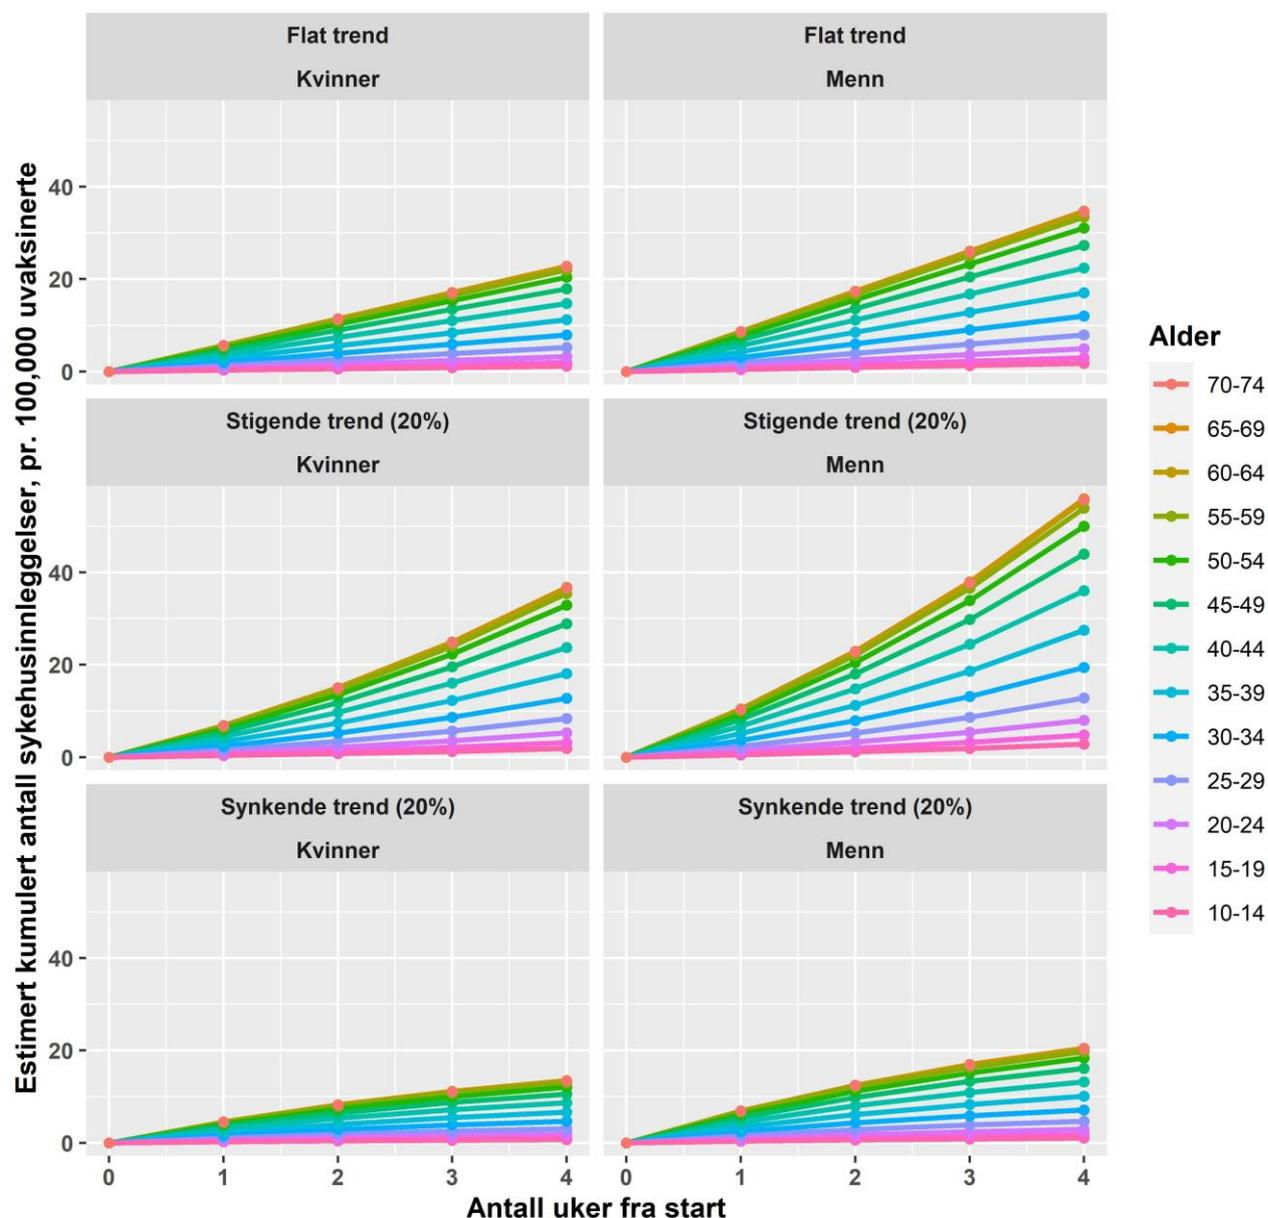 Flat trend
Kvinner
Flat trend
Menn
40
20
0
Stigende trend (20%)
Kvinner
Stigende trend (20%)
Menn
40
20
0
Synkende trend (20%)
Kvinner
Synkende trend (20%)
Menn
40
20
0
0 1 2 3 4
0 1 2 3 4
Antall uker fra start
Estimert kumulert antall sykehusinnleggelser, pr. 100,000 uvaksinerte
Alder
70-74
65-69
60-64
55-59
50-54
45-49
40-44
35-39
30-34
25-29
20-24
15-19
10-14